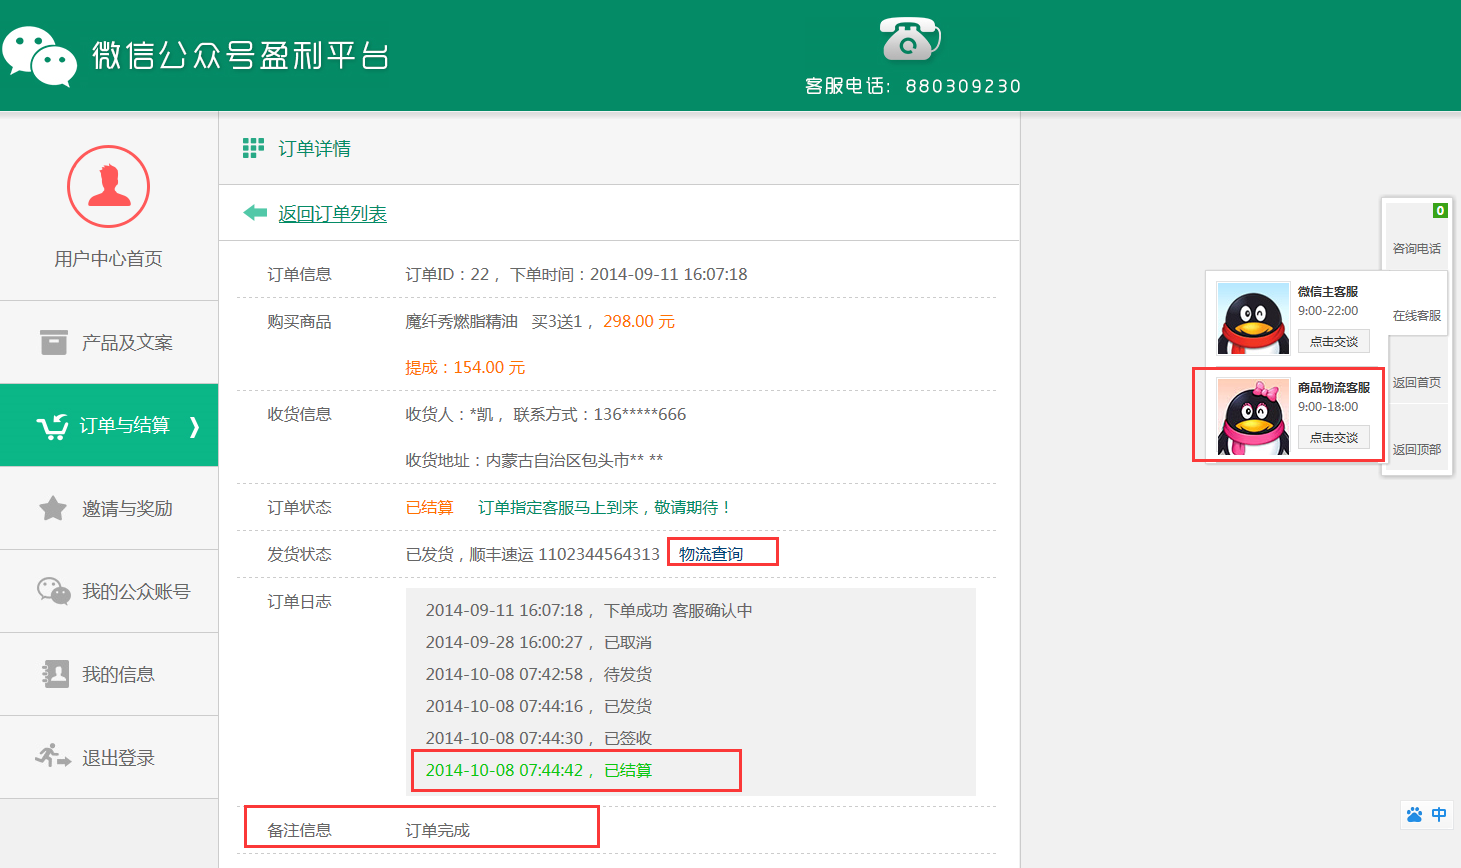 微信公众号盈利平台
客服电话：880309230
用户中心首页
产品及文案
订单与结算
邀请与奖励
我的公众账号
我的信息
退出登录
订单详情
返回订单列表
订单信息 订单ID：22， 下单时间：2014-09-11 16:07:18
购买商品 魔纤秀燃脂精油 买3送1， 298.00 元
提成：154.00 元
收货信息 收货人：*凯， 联系方式：136*****666
收货地址：内蒙古自治区包头市** **
订单状态 已结算 订单指定客服马上到来，敬请期待！
发货状态 已发货，顺丰速运 1102344564313 物流查询
订单日志 2014-09-11 16:07:18， 下单成功 客服确认中
2014-09-28 16:00:27， 已取消
2014-10-08 07:42:58， 待发货
2014-10-08 07:44:16， 已发货
2014-10-08 07:44:30， 已签收
2014-10-08 07:44:42， 已结算
备注信息 订单完成
0
咨询电话
在线客服
返回首页
返回顶部
微信主客服
9:00-22:00
点击交谈
商品物流客服
9:00-18:00
点击交谈
中